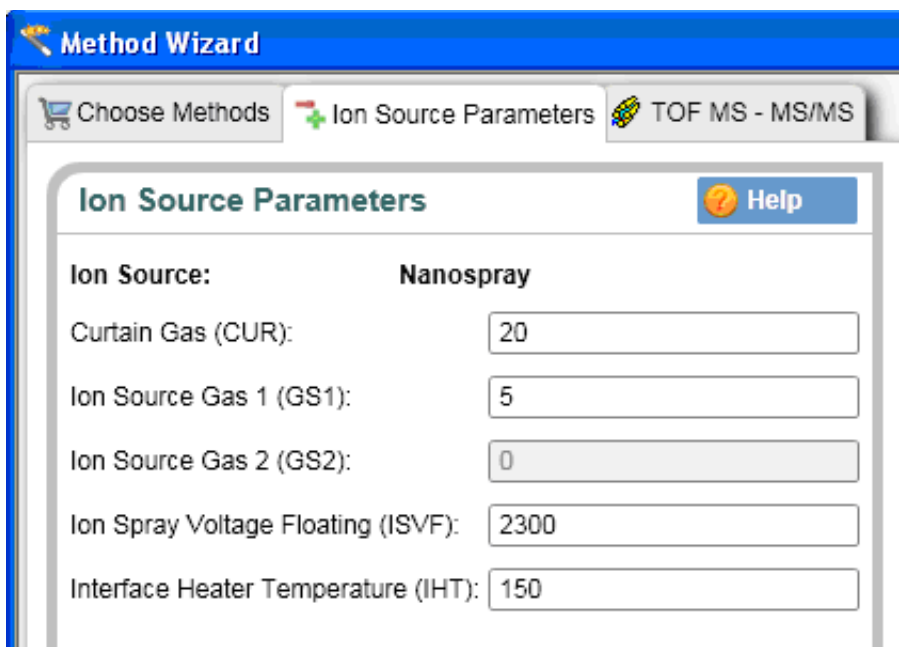 Method Wizard
Choose Methods Ion Source Parameters TOF MS - MS/MS
Ion Source Parameters ? Help
Ion Source: Nanospray
Curtain Gas (CUR): 20
Ion Source Gas 1 (GS1): 5
Ion Source Gas 2 (GS2): 0
Ion Spray Voltage Floating (ISVF): 2300
Interface Heater Temperature (IHT): 150